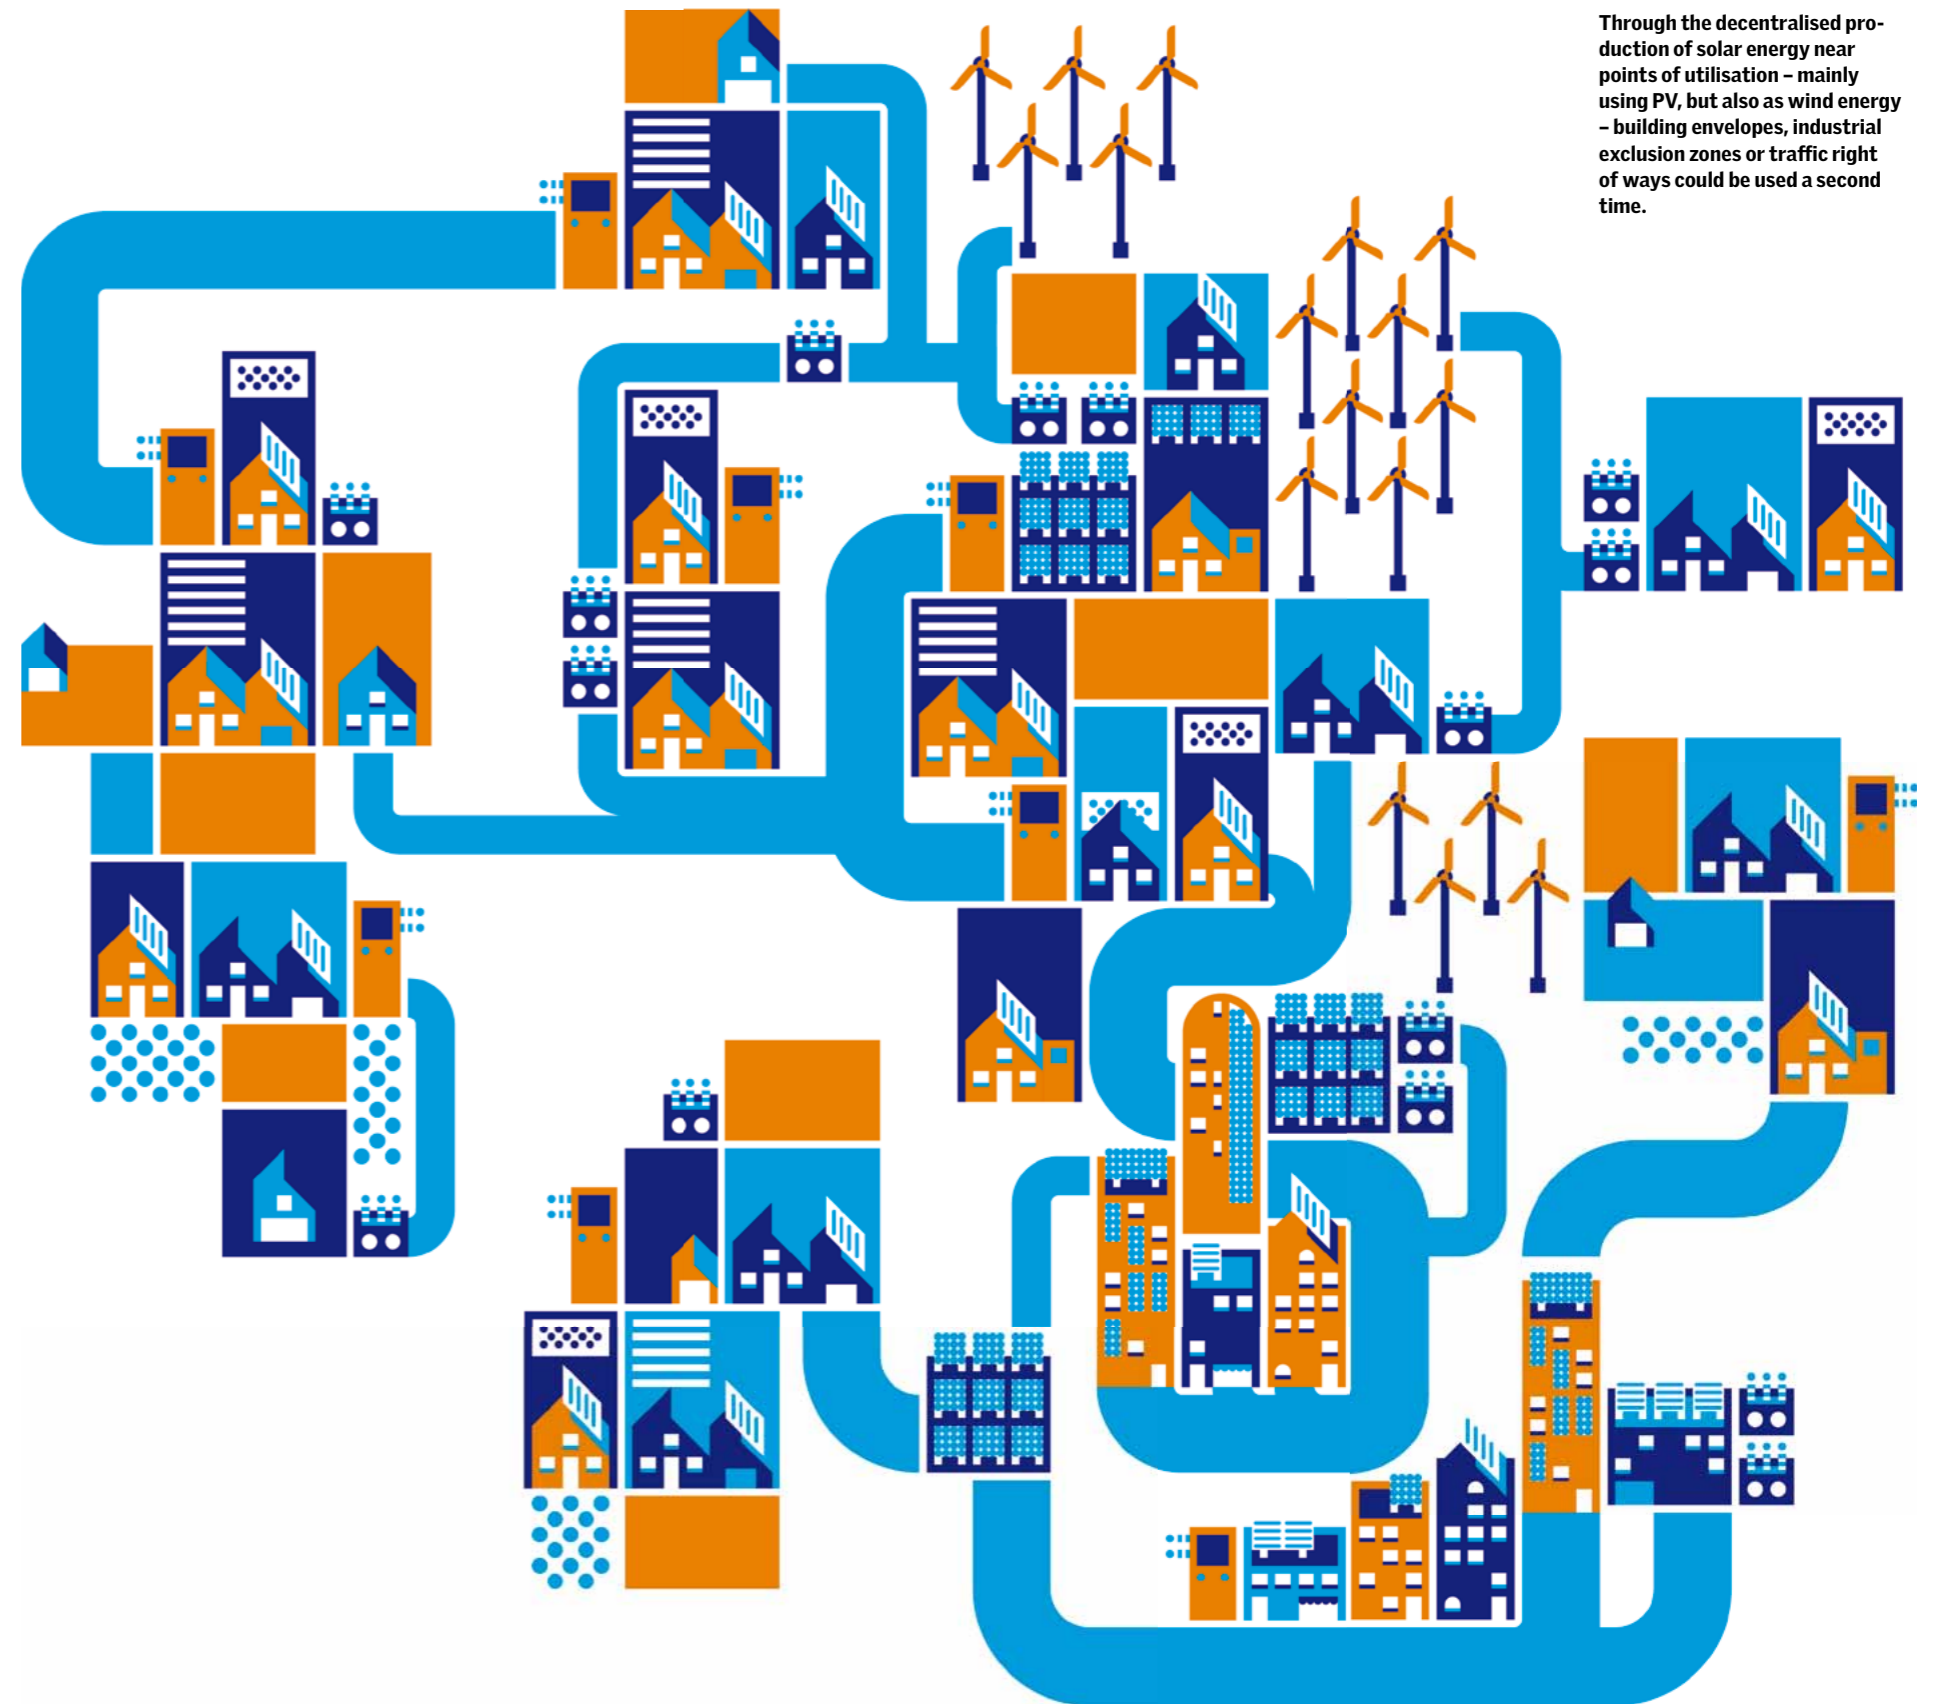 Through the decentralised pro-
duction of solar energy near
points of utilisation – mainly
using PV, but also as wind energy
– building envelopes, industrial
exclusion zones or traffic right
of ways could be used a second
time.